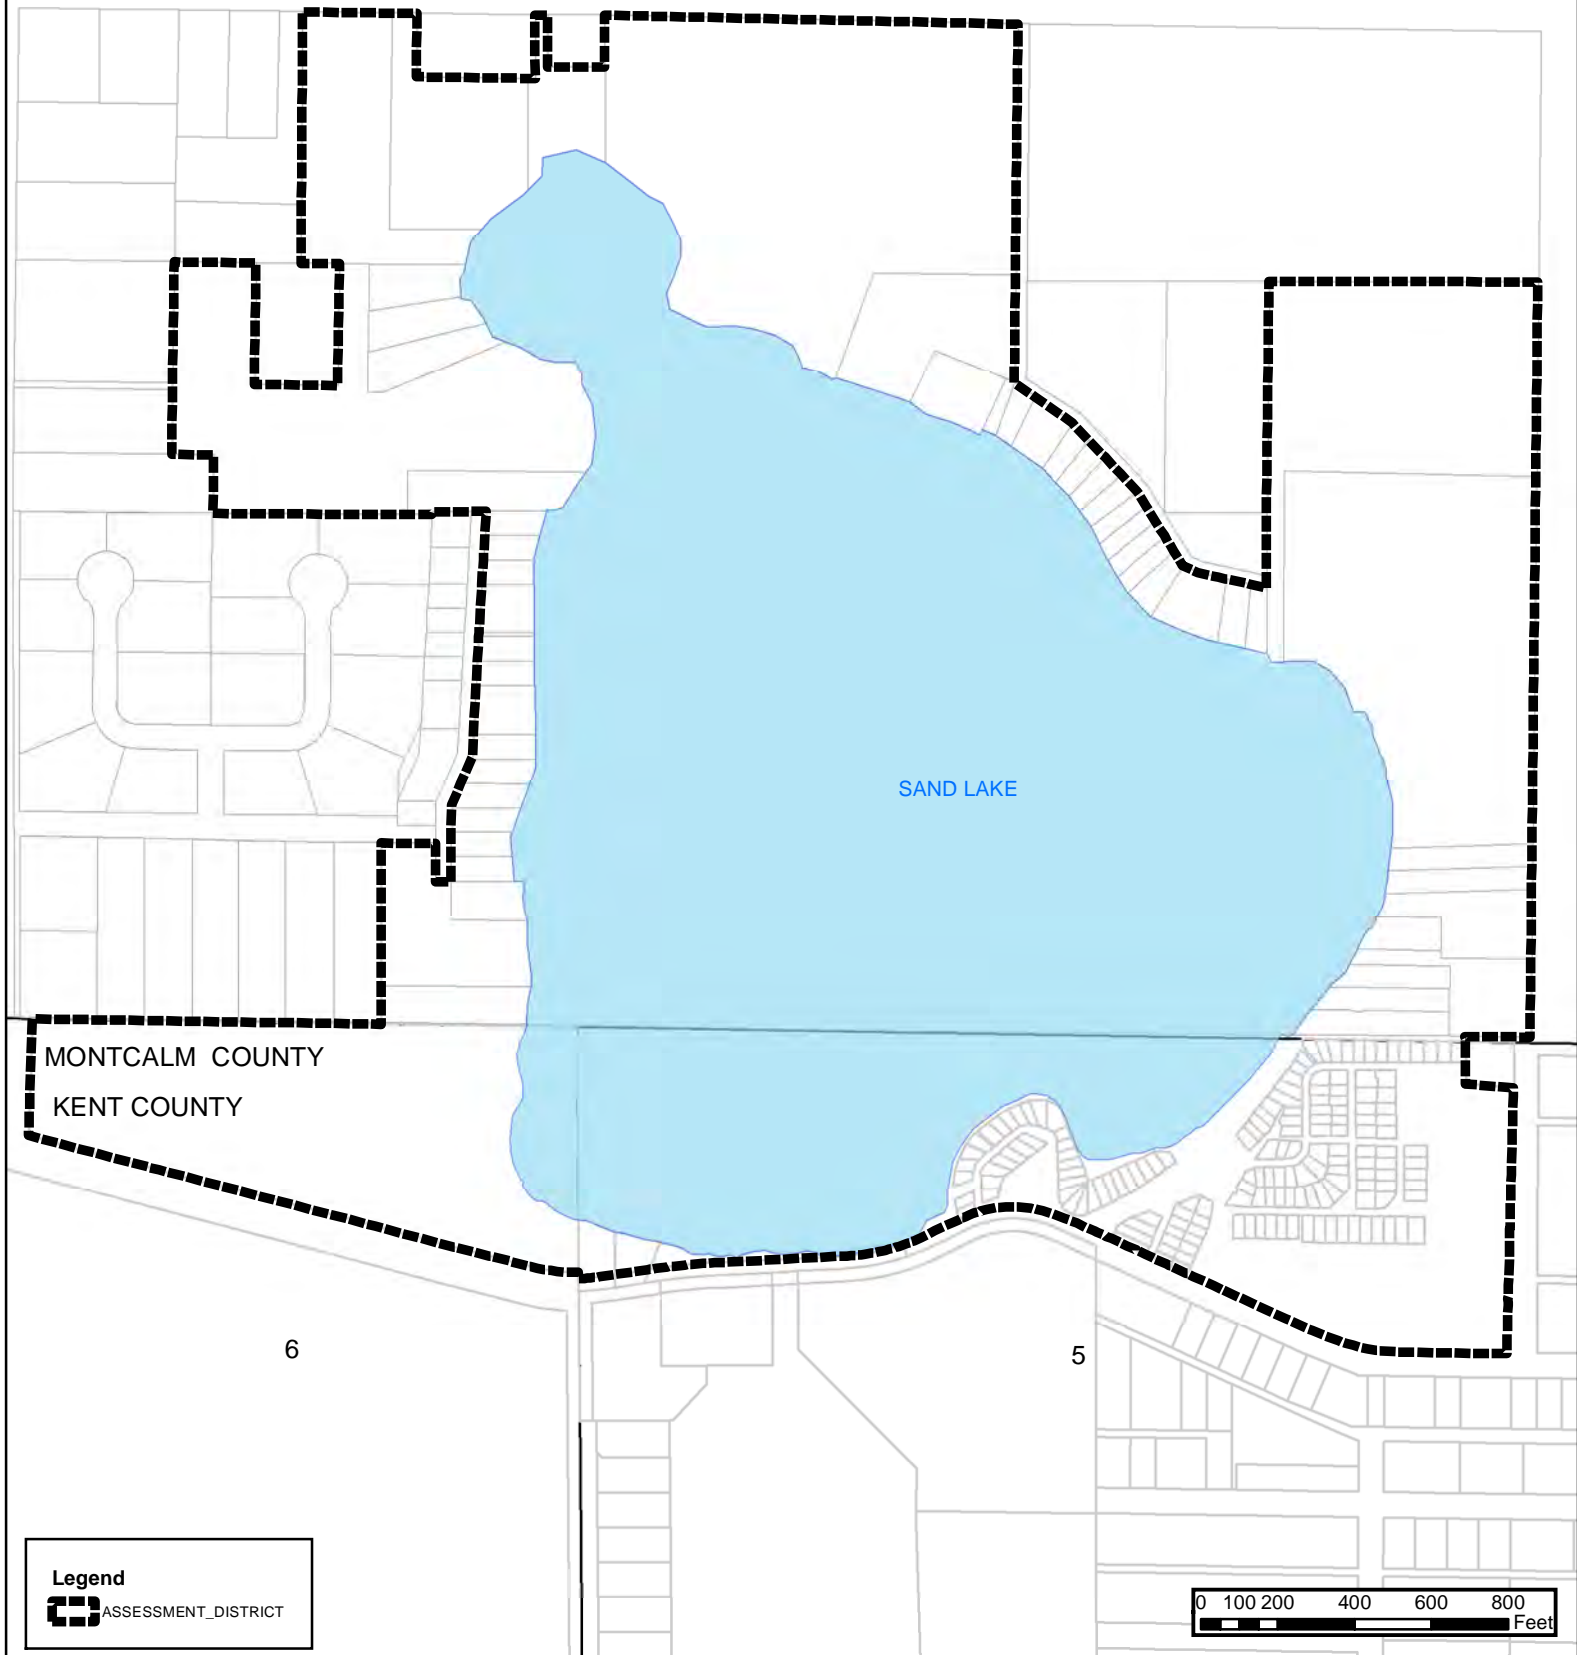 SAND LAKE
MONTCALM COUNTY
KENT COUNTY
6
5
Legend
ASSESSMENT_DISTRICT
0 100 200 400 600 800
Feet